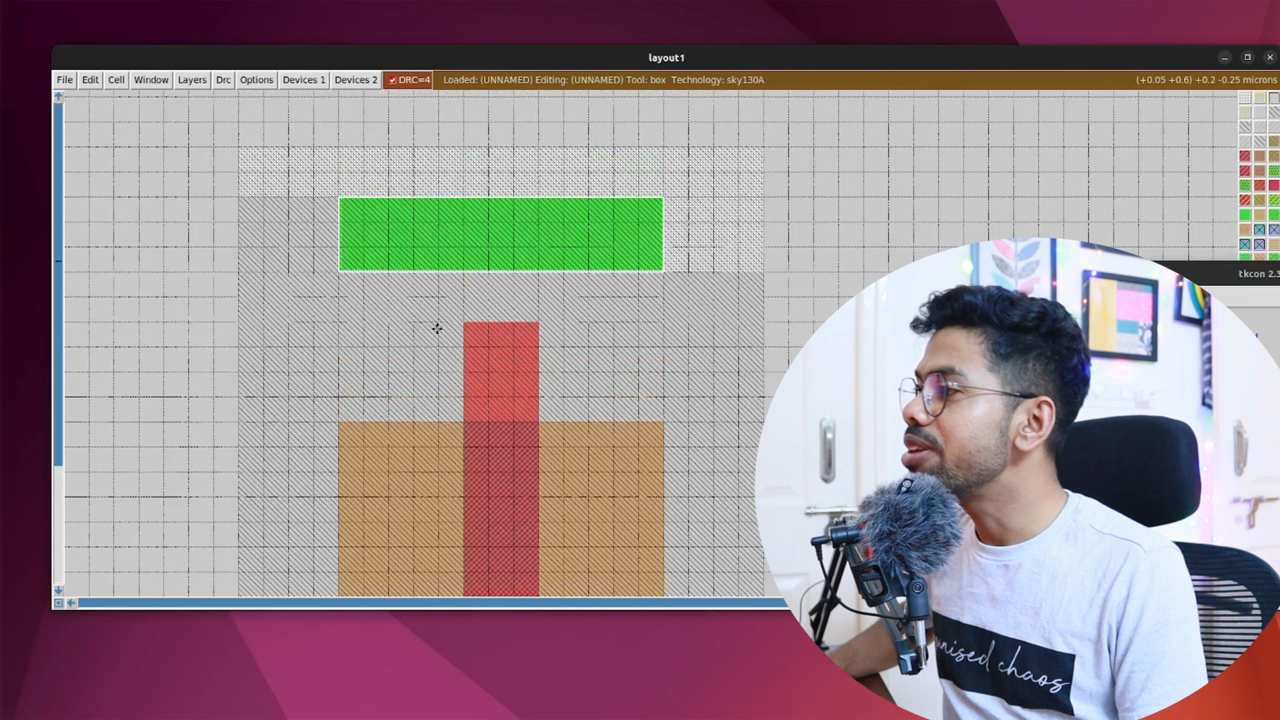 layout1
File Edit Cell Window Layers Drc Options Devices 1 Devices 2 DRC=4 Loaded: (UNNAMED) Editing: (UNNAMED) Tool: box Technology: sky130A (+0.05 +0.6) +0.2 -0.25 microns
tkcon 2.3
nised chaos